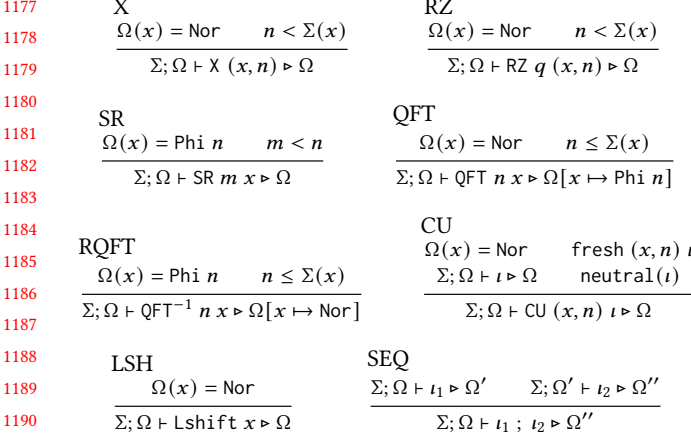 1177
1178
1179
1180
1181
1182
1183
1184
1185
1186
1187
1188
1189
1190
X
Ω(x) = Nor n < Σ(x)
Σ; Ω ⊢ X (x, n) ▹ Ω
RZ
Ω(x) = Nor n < Σ(x)
Σ; Ω ⊢ RZ q (x, n) ▹ Ω
SR
Ω(x) = Phi n m < n
Σ; Ω ⊢ SR m x ▹ Ω
QFT
Ω(x) = Nor n ≤ Σ(x)
Σ; Ω ⊢ QFT n x ▹ Ω[x ↦ Phi n]
RQFT
Ω(x) = Phi n n ≤ Σ(x)
Σ; Ω ⊢ QFT⁻¹ n x ▹ Ω[x ↦ Nor]
CU
Ω(x) = Nor fresh (x, n) ι
Σ; Ω ⊢ ι ▹ Ω neutral(ι)
Σ; Ω ⊢ CU (x, n) ι ▹ Ω
LSH
Ω(x) = Nor
Σ; Ω ⊢ Lshift x ▹ Ω
SEQ
Σ; Ω ⊢ ι₁ ▹ Ω′ Σ; Ω′ ⊢ ι₂ ▹ Ω′′
Σ; Ω ⊢ ι₁ ; ι₂ ▹ Ω′′